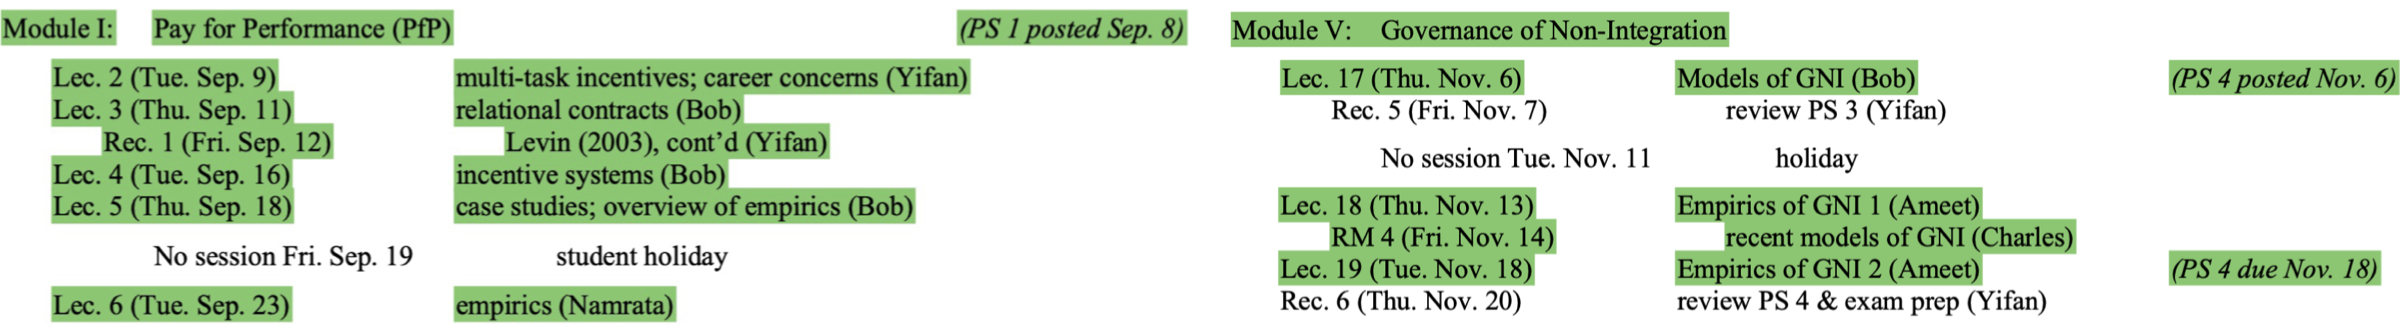 Module I: Pay for Performance (PfP) (PS 1 posted Sep. 8)
Lec. 2 (Tue. Sep. 9) multi-task incentives; career concerns (Yifan)
Lec. 3 (Thu. Sep. 11) relational contracts (Bob)
Rec. 1 (Fri. Sep. 12) Levin (2003), cont’d (Yifan)
Lec. 4 (Tue. Sep. 16) incentive systems (Bob)
Lec. 5 (Thu. Sep. 18) case studies; overview of empirics (Bob)
No session Fri. Sep. 19 student holiday
Lec. 6 (Tue. Sep. 23) empirics (Namrata)
Module V: Governance of Non-Integration
Lec. 17 (Thu. Nov. 6) Models of GNI (Bob) (PS 4 posted Nov. 6)
Rec. 5 (Fri. Nov. 7) review PS 3 (Yifan)
No session Tue. Nov. 11 holiday
Lec. 18 (Thu. Nov. 13) Empirics of GNI 1 (Ameet)
RM 4 (Fri. Nov. 14) recent models of GNI (Charles)
Lec. 19 (Tue. Nov. 18) Empirics of GNI 2 (Ameet) (PS 4 due Nov. 18)
Rec. 6 (Thu. Nov. 20) review PS 4 & exam prep (Yifan)